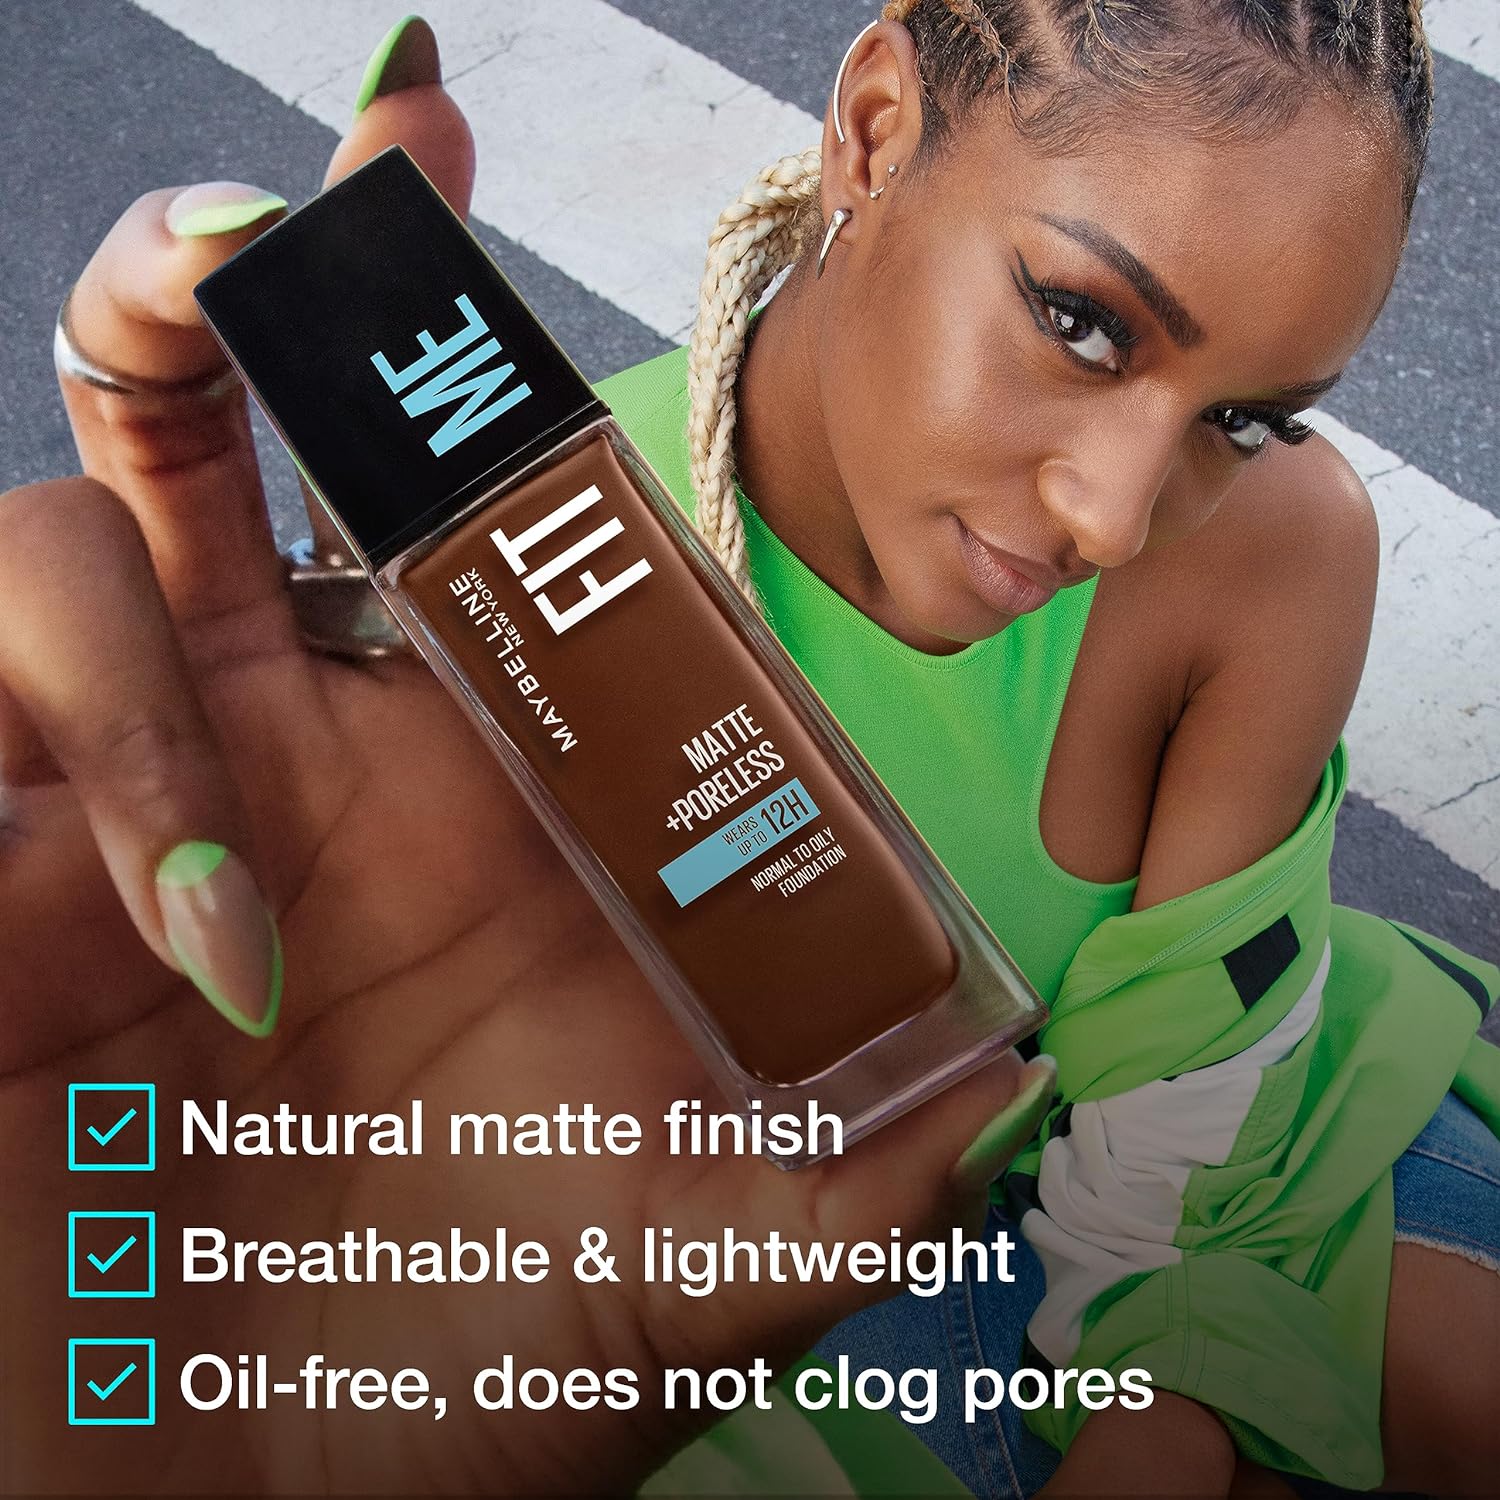 FIT
ME
MAYBELLINE
NEW YORK
MATTE
+PORELESS
WEARS
UP TO 12H
NORMAL TO OILY
FOUNDATION
Natural matte finish
Breathable & lightweight
Oil-free, does not clog pores